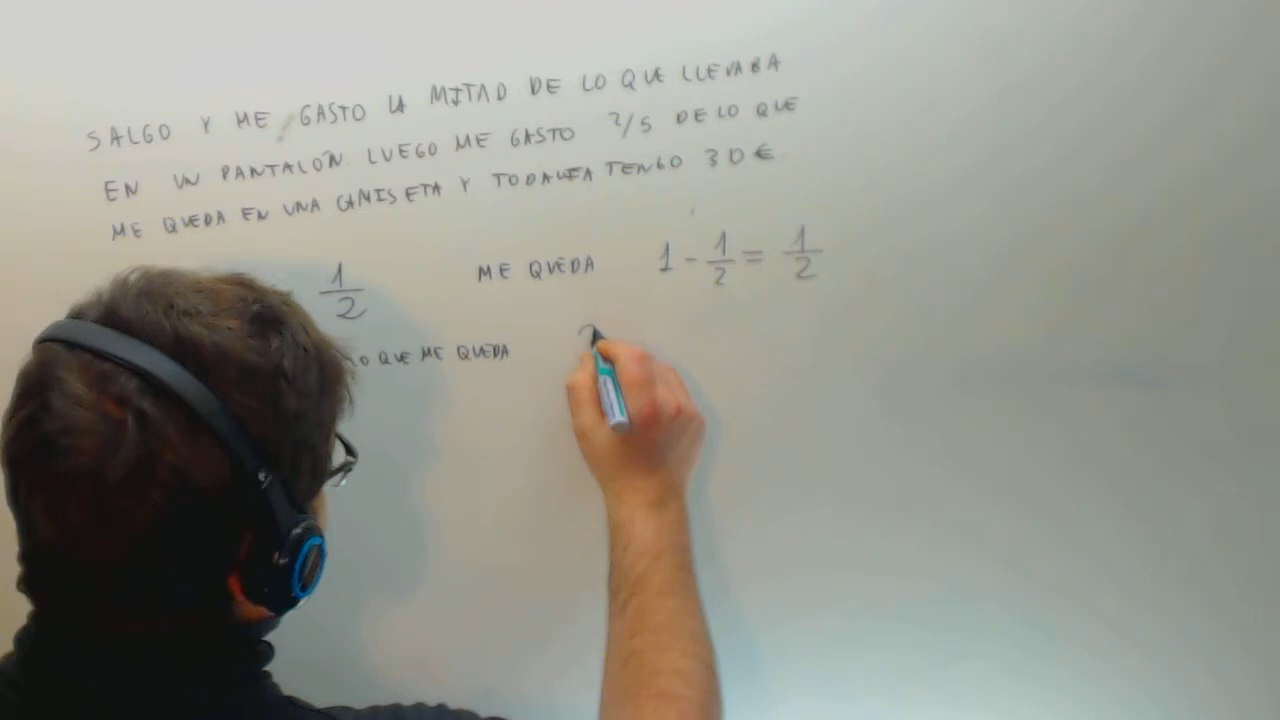 SALGO Y ME GASTO LA MITAD DE LO QUE LLEVABA
EN UN PANTALÓN LUEGO ME GASTO 2/5 DE LO QUE
ME QUEDA EN UNA CAMISETA Y TODAVIA TENGO 30 €
1/2 ME QUEDA 1 - 1/2 = 1/2
LO QUE ME QUEDA